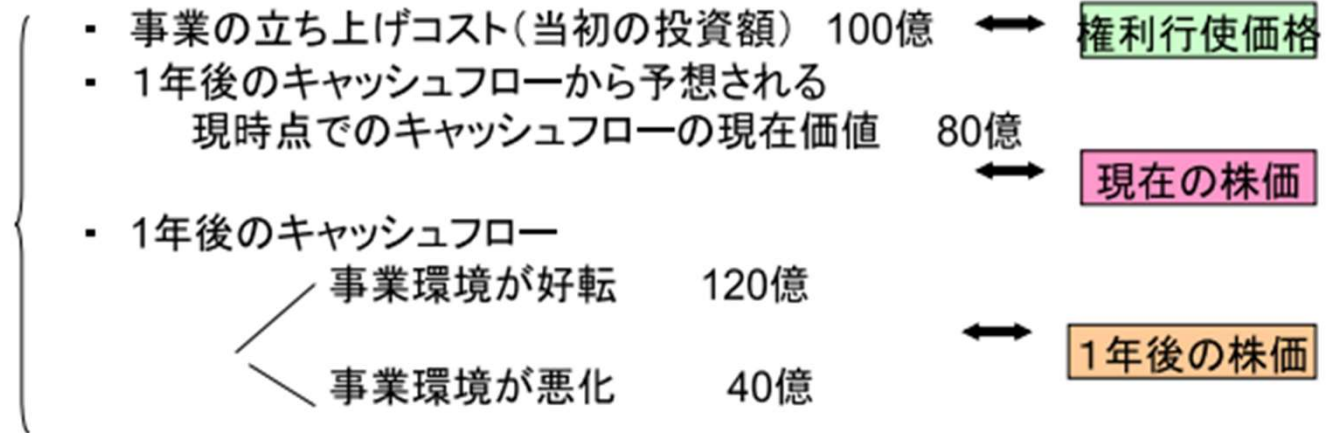 ▪ 事業の立ち上げコスト（当初の投資額） 100億 ⟷ 権利行使価格
▪ １年後のキャッシュフローから予想される
現時点でのキャッシュフローの現在価値 80億
⟷ 現在の株価
▪ 1年後のキャッシュフロー
事業環境が好転 120億
⟷ １年後の株価
事業環境が悪化 40億